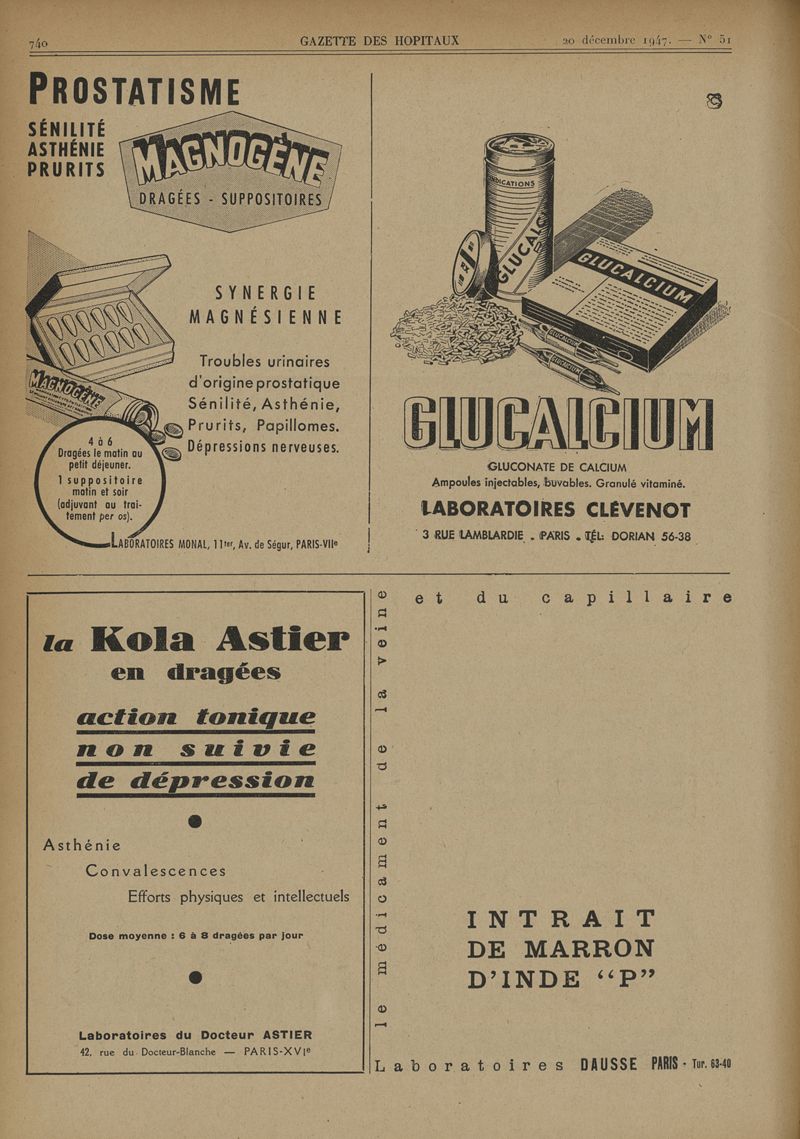 740
GAZETTE DES HOPITAUX
20 décembre 1947. — N° 51
PROSTATISME
SÉNILITÉ
ASTHÉNIE
PRURITS
MAGNOGÈNE
DRAGÉES - SUPPOSITOIRES
SYNERGIE
MAGNÉSIENNE
Troubles urinaires
d'origine prostatique
Sénilité, Asthénie,
Prurits, Papillomes.
Dépressions nerveuses.
MAGNOGÈNE
4 à 6
Dragées le matin au
petit déjeuner.
1 suppositoire
matin et soir
(adjuvant au trai-
tement per os).
LABORATOIRES MONAL, 11ter, Av. de Ségur, PARIS-VIIe
INDICATIONS
GLUCALC
GLUCALCIUM
GLUCALCIUM
GLUCALCIUM
GLUCALCIUM
GLUCONATE DE CALCIUM
Ampoules injectables, buvables. Granulé vitaminé.
LABORATOIRES CLÉVENOT
3 RUE LAMBLARDIE . PARIS . TÉL: DORIAN 56-38
la Kola Astier
en dragées
action tonique
non suivie
de dépression
Asthénie
Convalescences
Efforts physiques et intellectuels
Dose moyenne : 6 à 8 dragées par jour
Laboratoires du Docteur ASTIER
42, rue du Docteur-Blanche — PARIS-XVIe
le médicament de la veine
et du capillaire
INTRAIT
DE MARRON
D'INDE “P”
Laboratoires DAUSSE PARIS - Tur. 63-40